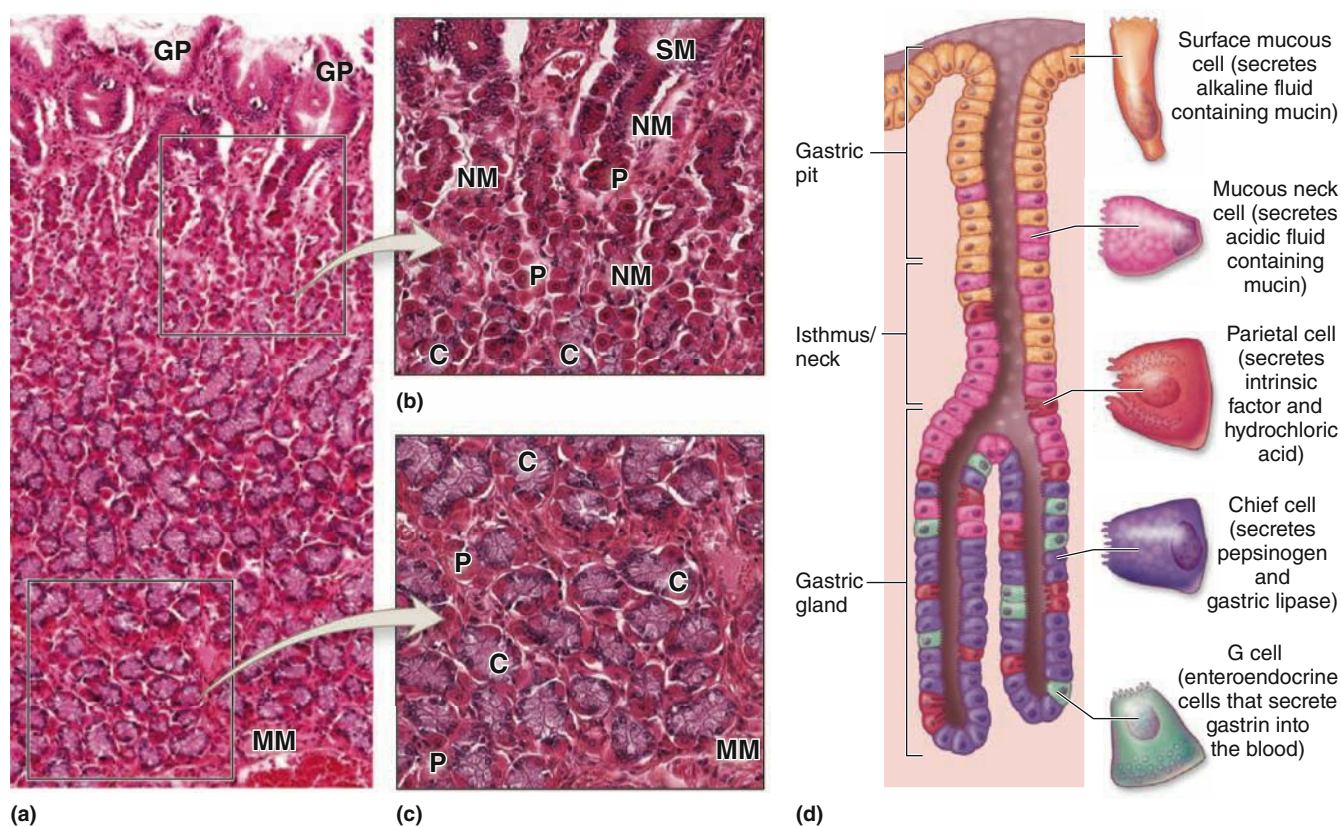 GP
GP
MM
(a)
SM
NM
NM
P
P
NM
C
C
(b)
C
P
C
C
P
MM
(c)
Gastric
pit
Isthmus/
neck
Gastric
gland
Surface mucous
cell (secretes
alkaline fluid
containing mucin)
Mucous neck
cell (secretes
acidic fluid
containing
mucin)
Parietal cell
(secretes
intrinsic
factor and
hydrochloric
acid)
Chief cell
(secretes
pepsinogen
and
gastric lipase)
G cell
(enteroendocrine
cells that secrete
gastrin into
the blood)
(d)